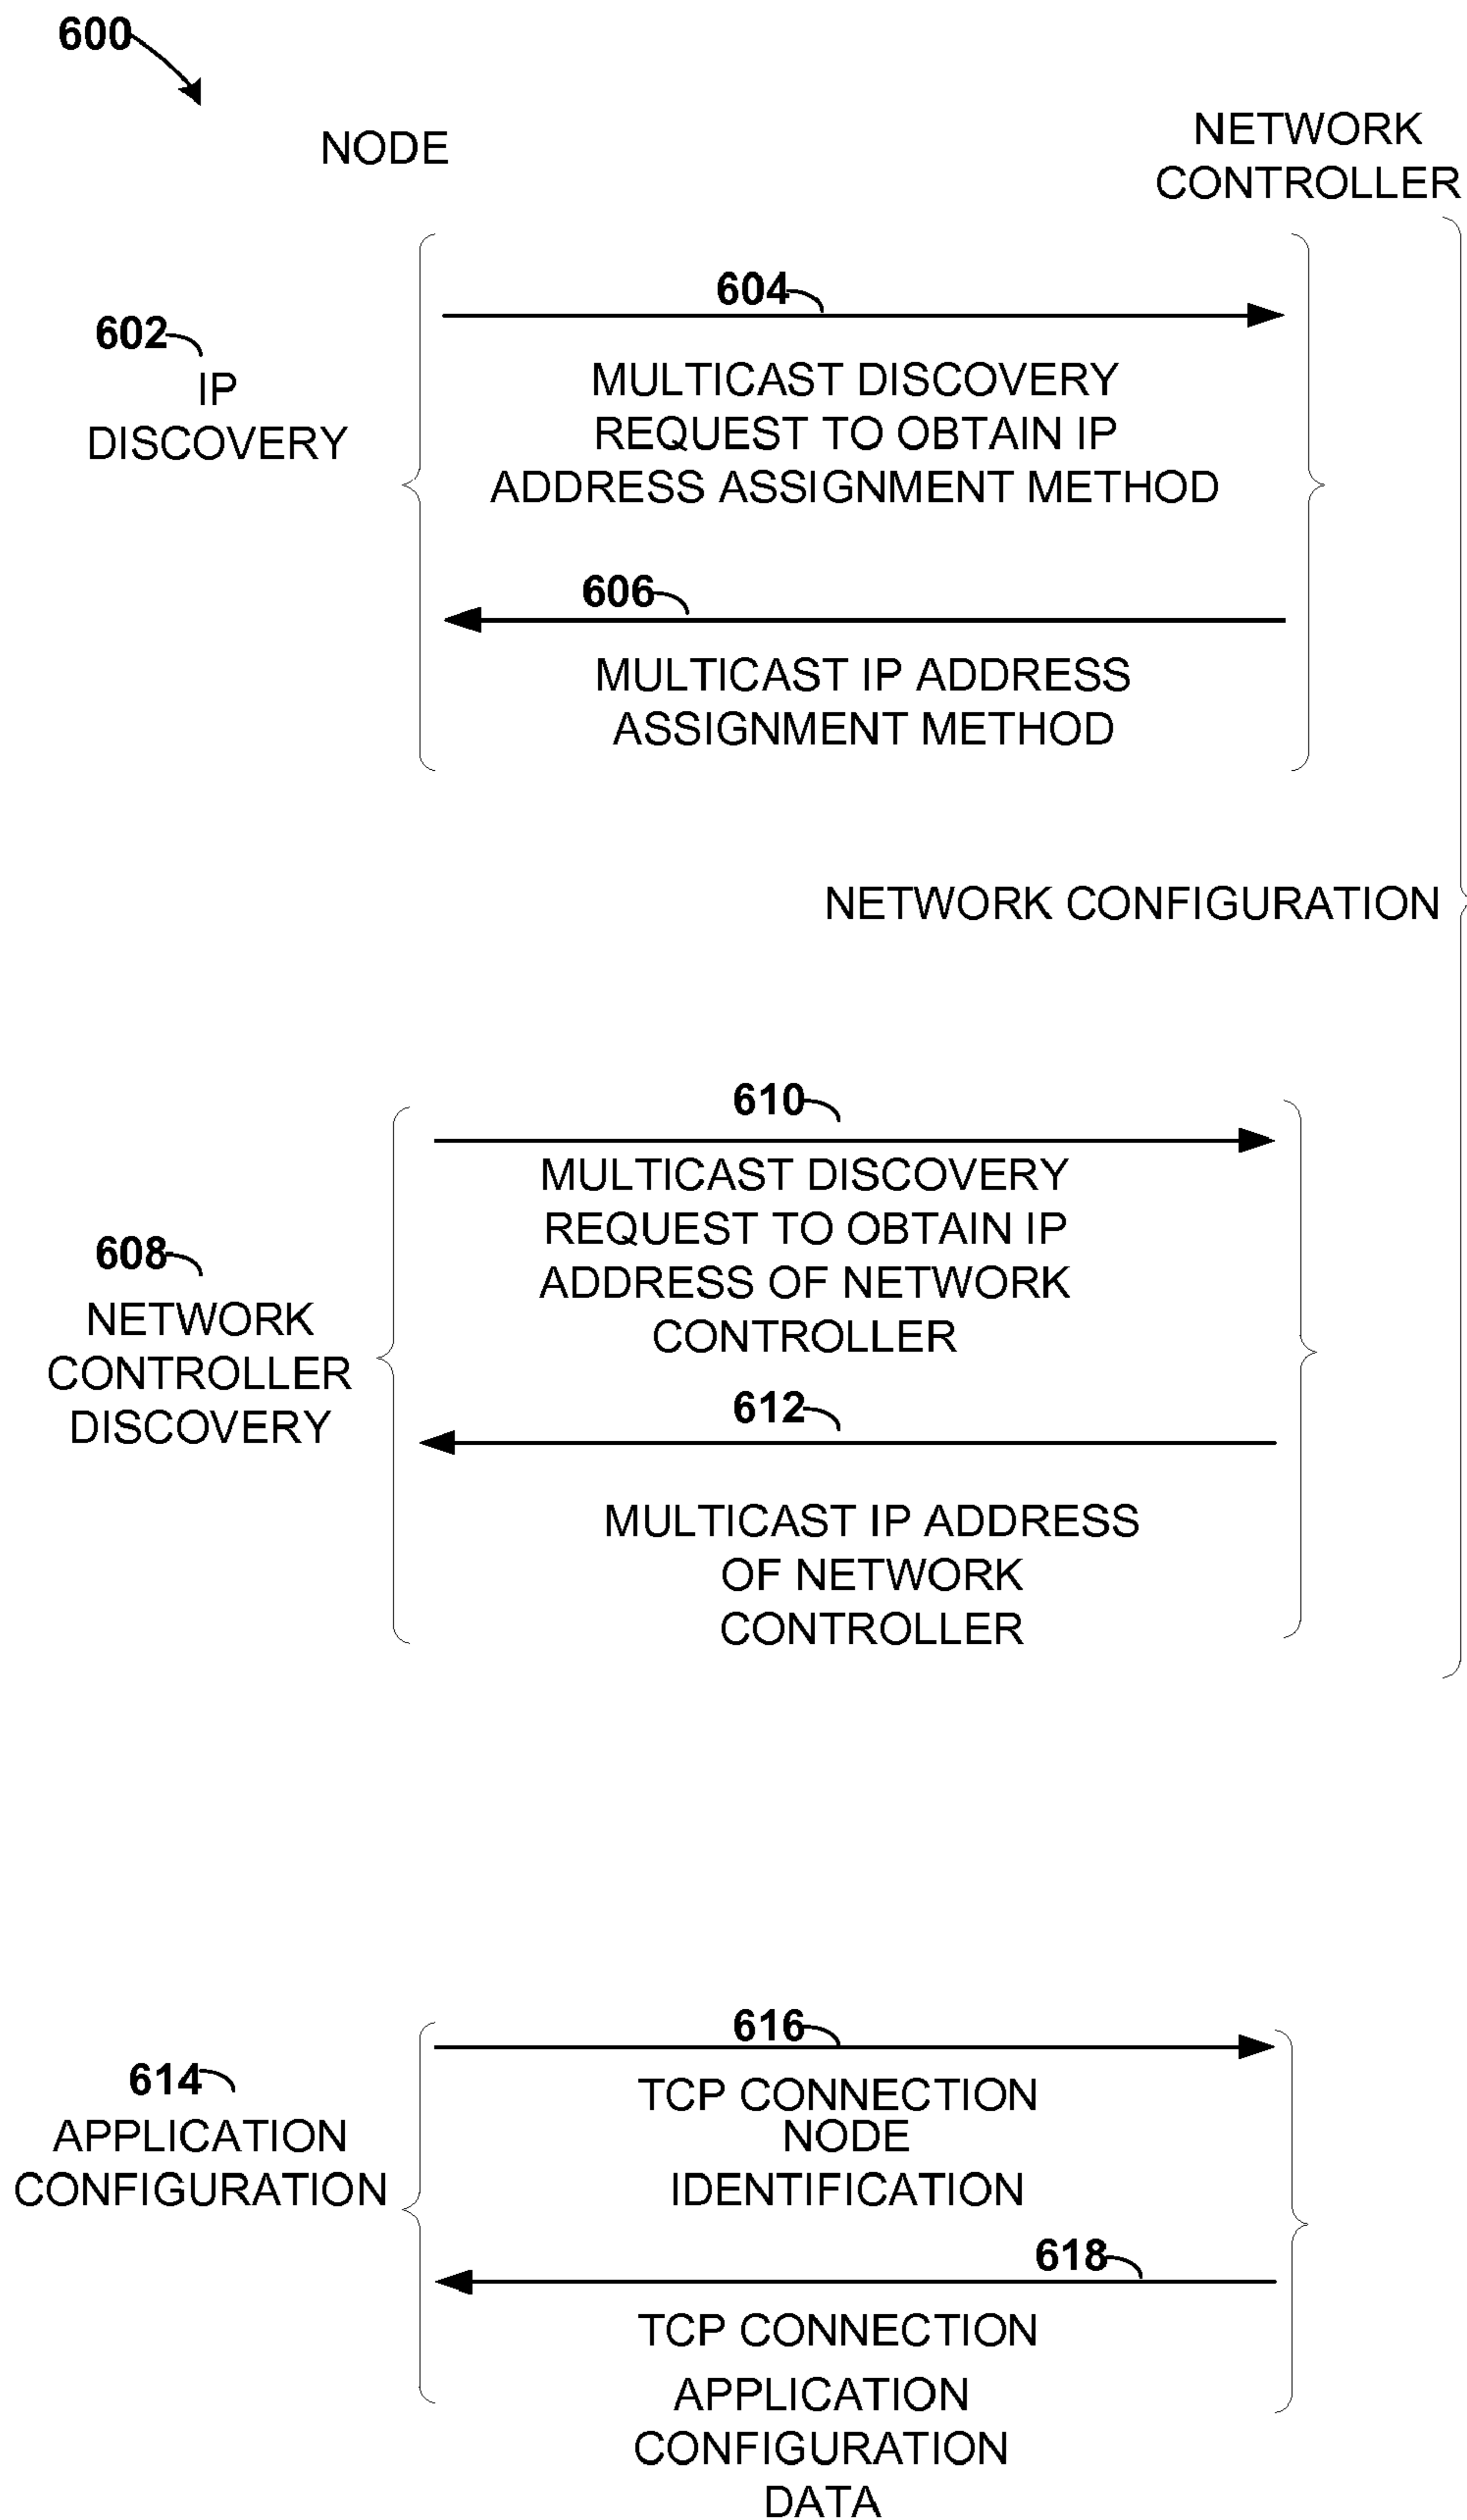 600
NODE
NETWORK
CONTROLLER
604
602
IP
DISCOVERY
MULTICAST DISCOVERY
REQUEST TO OBTAIN IP
ADDRESS ASSIGNMENT METHOD
606
MULTICAST IP ADDRESS
ASSIGNMENT METHOD
NETWORK CONFIGURATION
610
MULTICAST DISCOVERY
REQUEST TO OBTAIN IP
ADDRESS OF NETWORK
CONTROLLER
608
NETWORK
CONTROLLER
DISCOVERY
612
MULTICAST IP ADDRESS
OF NETWORK
CONTROLLER
616
614
APPLICATION
CONFIGURATION
TCP CONNECTION
NODE
IDENTIFICATION
618
TCP CONNECTION
APPLICATION
CONFIGURATION
DATA